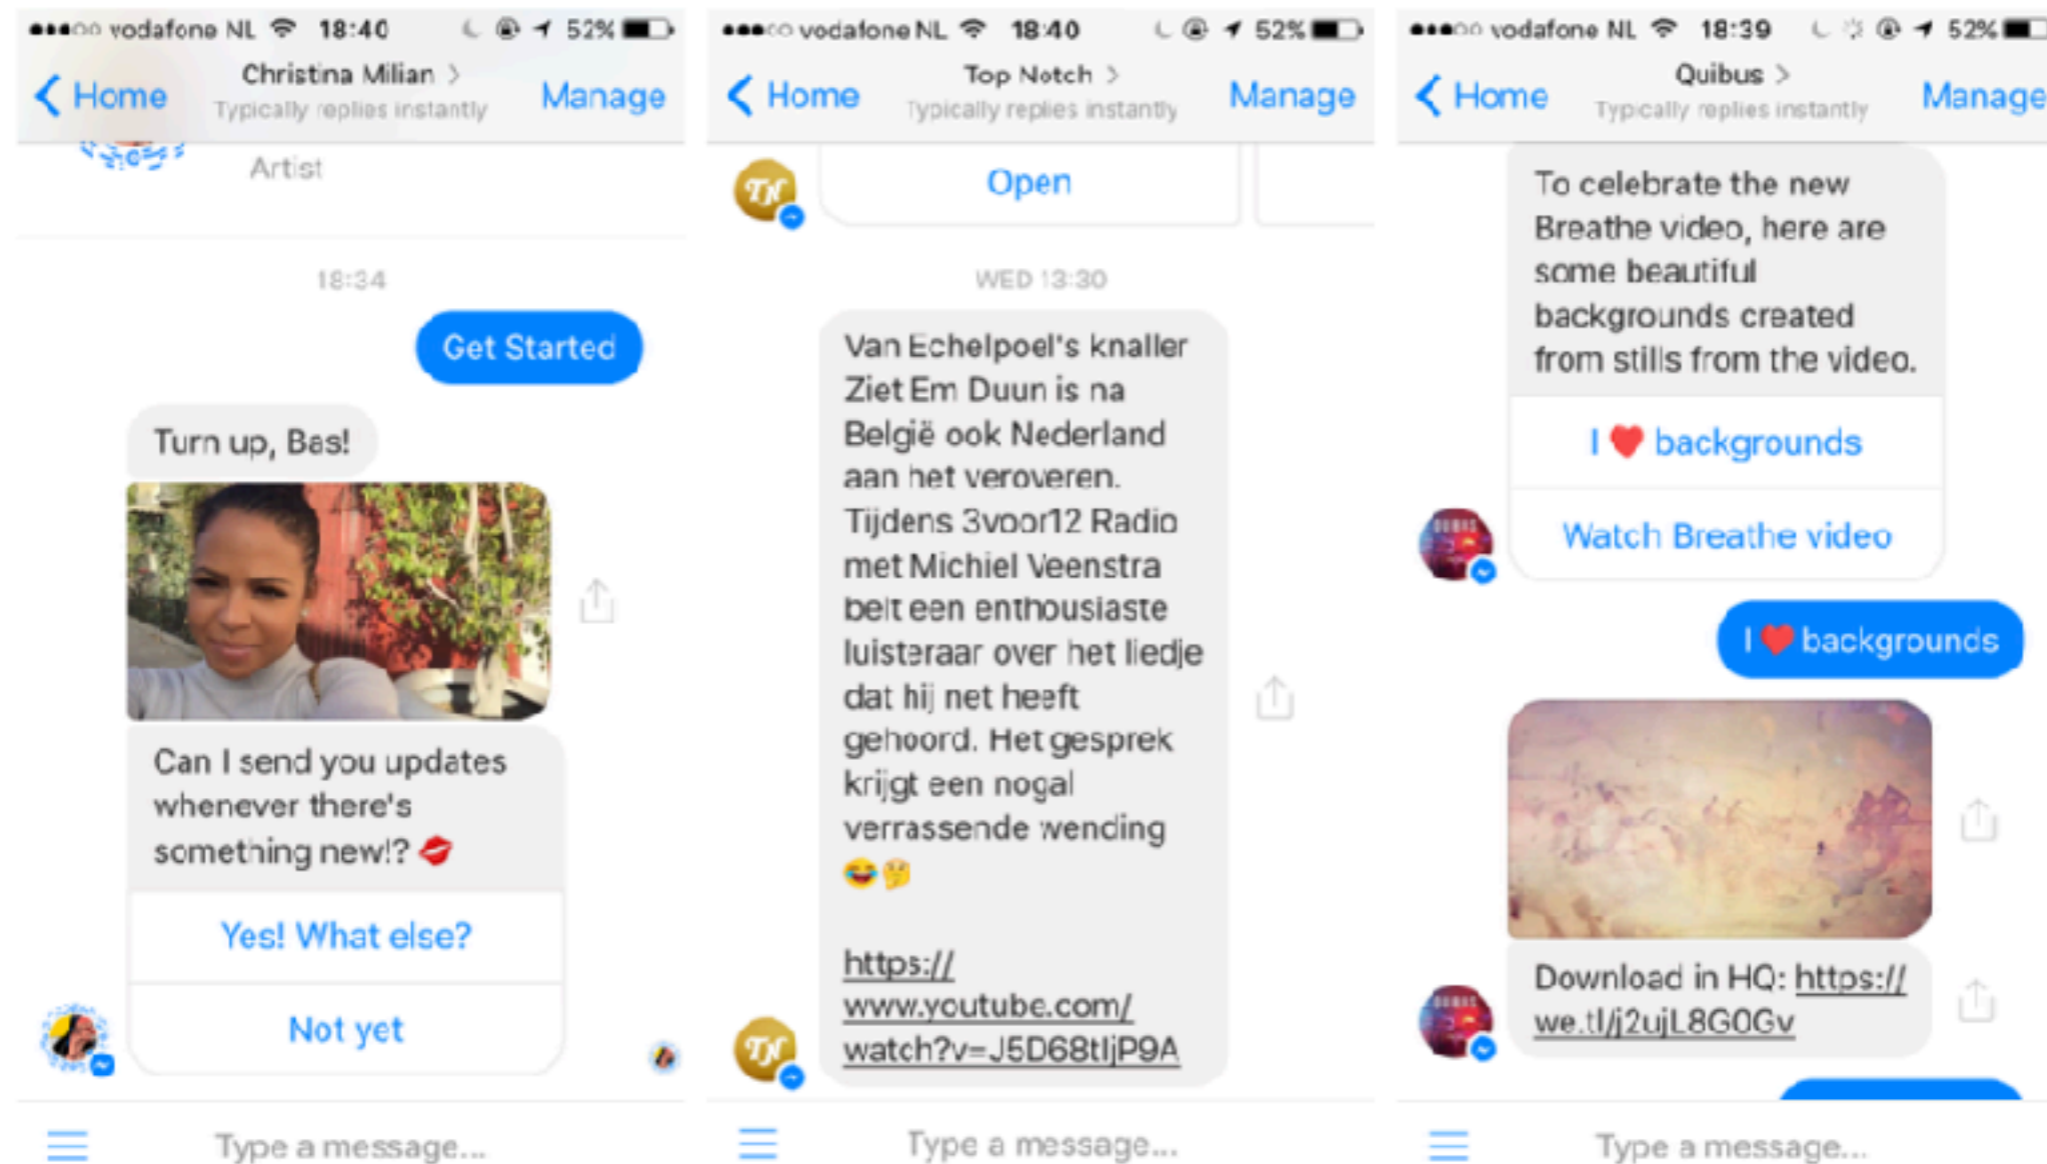 vodafone NL 18:40 52%
Home
Christina Milian >
Typically replies instantly
Manage
Artist
18:34
Get Started
Turn up, Bas!
Can I send you updates
whenever there's
something new!? 💋
Yes! What else?
Not yet
Type a message...
vodafone NL 18:40 52%
Home
Top Notch >
Typically replies instantly
Manage
TN
Open
WED 13:30
Van Echelpoel's knaller
Ziet Em Duun is na
België ook Nederland
aan het veroveren.
Tijdens 3voor12 Radio
met Michiel Veenstra
belt een enthousiaste
luisteraar over het liedje
dat hij net heeft
gehoord. Het gesprek
krijgt een nogal
verrassende wending
😂🤔
https://
www.youtube.com/
watch?v=J5D68tIjP9A
TN
Type a message...
vodafone NL 18:39 52%
Home
Quibus >
Typically replies instantly
Manage
To celebrate the new
Breathe video, here are
some beautiful
backgrounds created
from stills from the video.
I ❤️ backgrounds
Watch Breathe video
I ❤️ backgrounds
Download in HQ: https://
we.tl/j2ujL8G0Gv
Type a message...